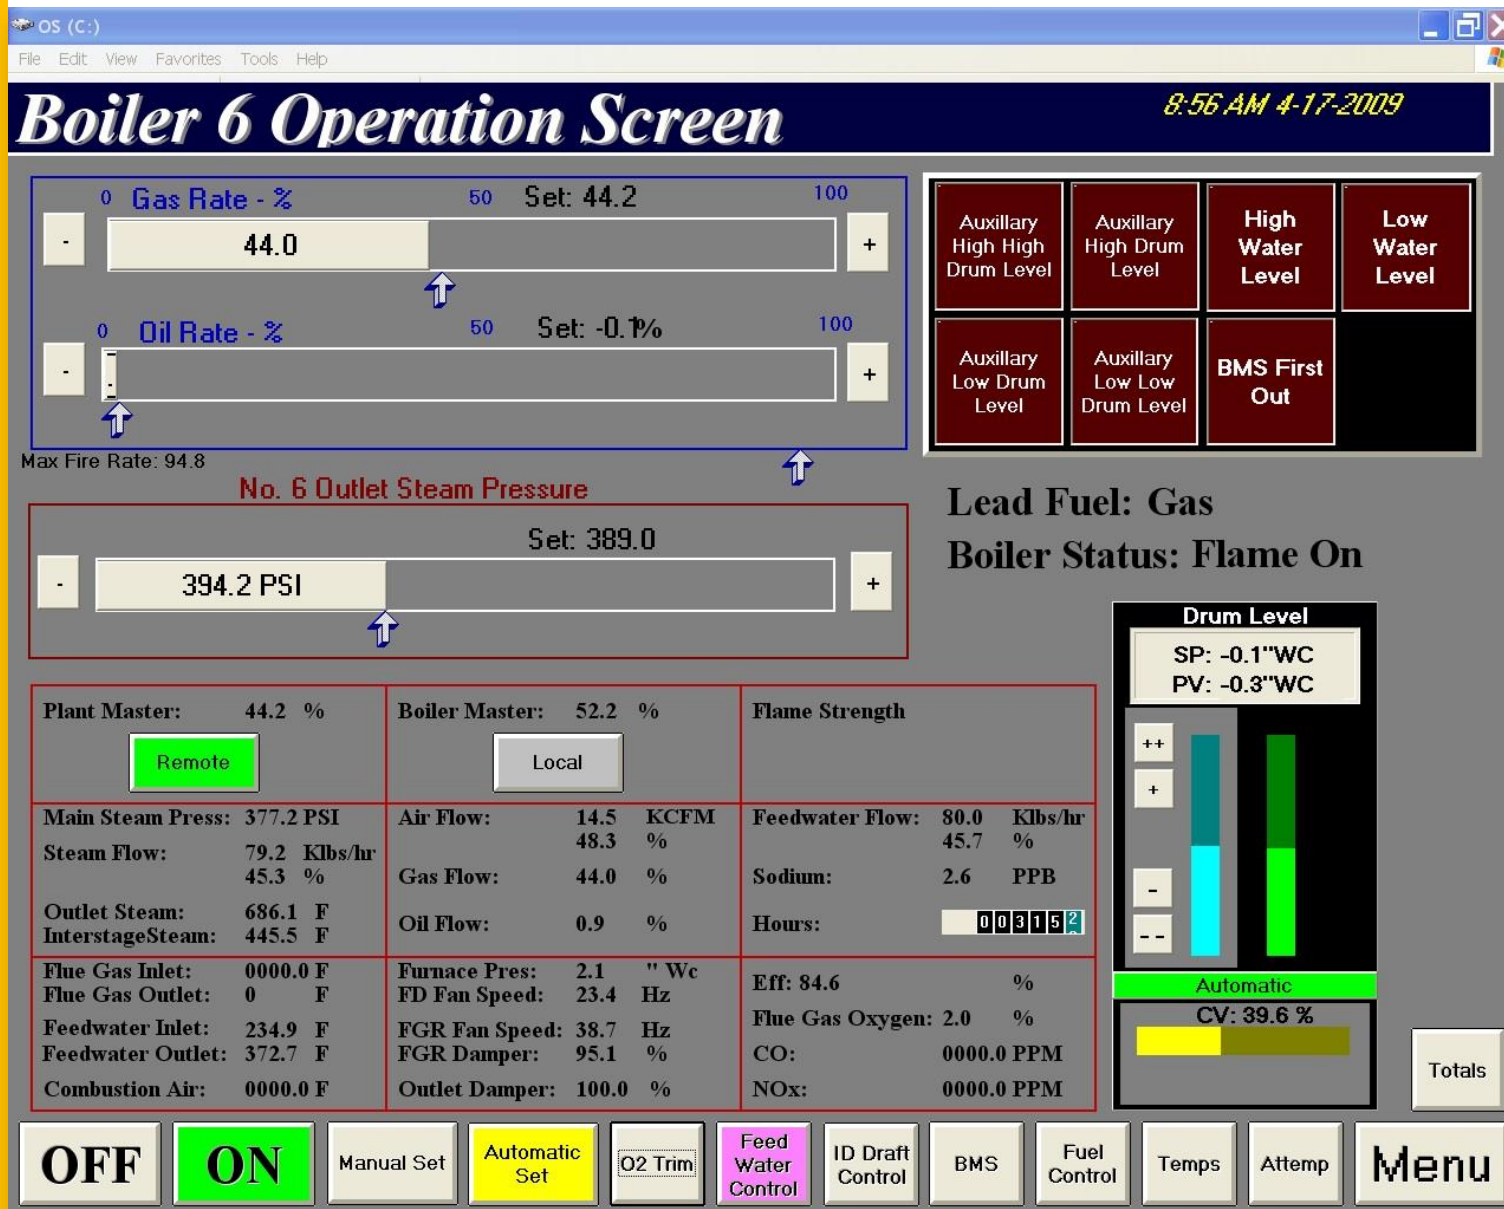 OS (C:)
File Edit View Favorites Tools Help
Boiler 6 Operation Screen
8:56 AM 4-17-2009
0 Gas Rate - % 50 Set: 44.2 100
- 44.0 +
0 Oil Rate - % 50 Set: -0.1% 100
- +
Max Fire Rate: 94.8
No. 6 Outlet Steam Pressure
Set: 389.0
- 394.2 PSI +
Auxillary
High High
Drum Level
Auxillary
High Drum
Level
High
Water
Level
Low
Water
Level
Auxillary
Low Drum
Level
Auxillary
Low Low
Drum Level
BMS First
Out
Lead Fuel: Gas
Boiler Status: Flame On
Drum Level
SP: -0.1"WC
PV: -0.3"WC
++
+
-
--
Automatic
CV: 39.6 %
Plant Master: 44.2 %
Remote
Boiler Master: 52.2 %
Local
Flame Strength
Main Steam Press: 377.2 PSI
Steam Flow: 79.2 Klbs/hr
45.3 %
Outlet Steam: 686.1 F
InterstageSteam: 445.5 F
Air Flow: 14.5 KCFM
48.3 %
Gas Flow: 44.0 %
Oil Flow: 0.9 %
Feedwater Flow: 80.0 Klbs/hr
45.7 %
Sodium: 2.6 PPB
Hours: 003152
Flue Gas Inlet: 0000.0 F
Flue Gas Outlet: 0 F
Feedwater Inlet: 234.9 F
Feedwater Outlet: 372.7 F
Combustion Air: 0000.0 F
Furnace Pres: 2.1 " Wc
FD Fan Speed: 23.4 Hz
FGR Fan Speed: 38.7 Hz
FGR Damper: 95.1 %
Outlet Damper: 100.0 %
Eff: 84.6 %
Flue Gas Oxygen: 2.0 %
CO: 0000.0 PPM
NOx: 0000.0 PPM
Totals
OFF
ON
Manual Set
Automatic
Set
O2 Trim
Feed
Water
Control
ID Draft
Control
BMS
Fuel
Control
Temps
Attemp
Menu